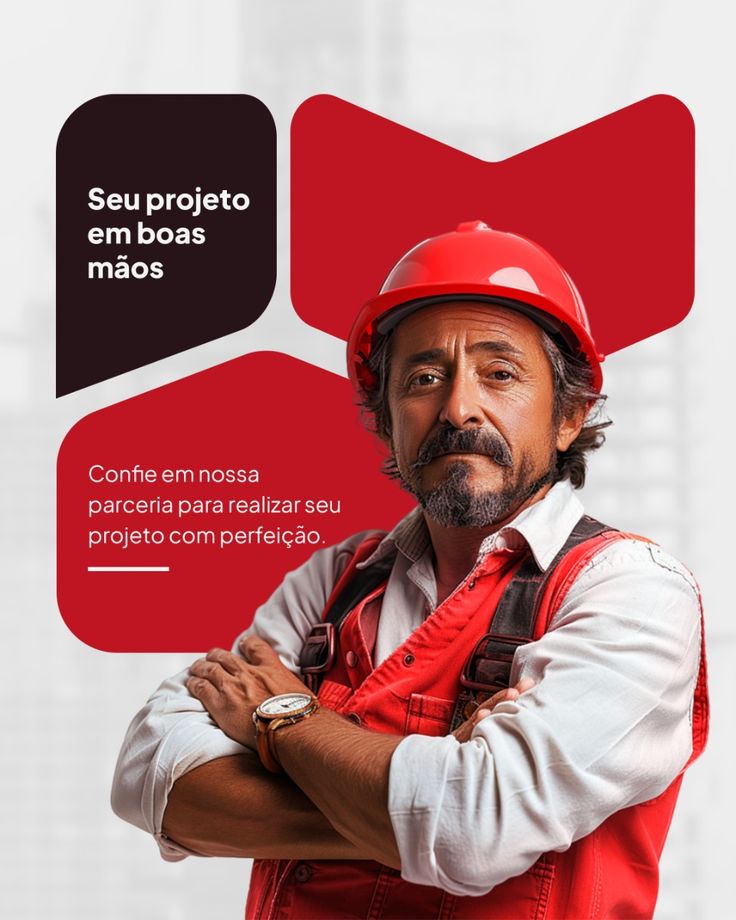 Seu projeto
em boas
mãos
Confie em nossa
parceria para realizar seu
projeto com perfeição.